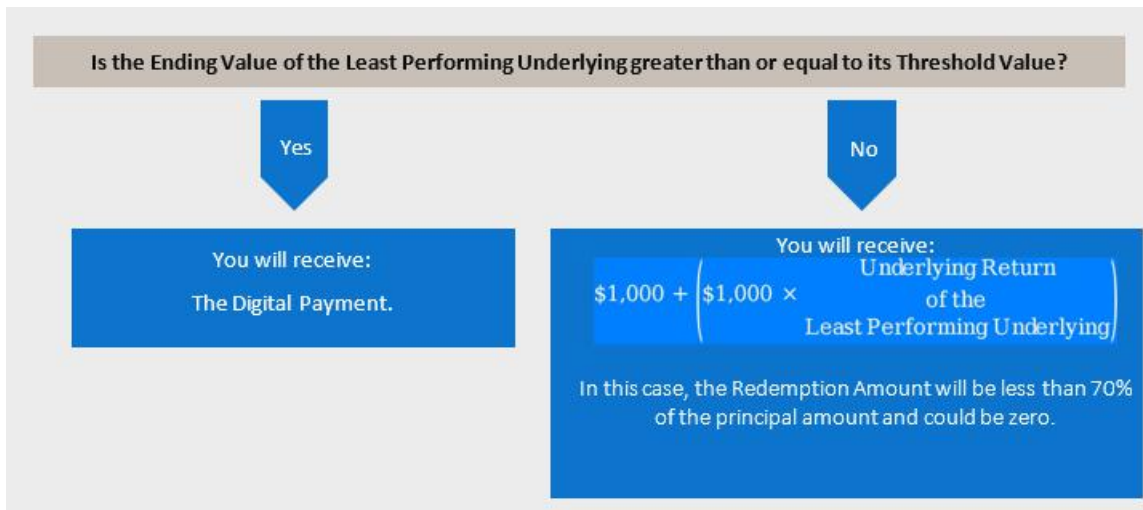 Is the Ending Value of the Least Performing Underlying greater than or equal to its Threshold Value?
Yes
No
You will receive:
The Digital Payment.
You will receive:
$1,000 + ($1,000 × Underlying Return
of the
Least Performing Underlying)
In this case, the Redemption Amount will be less than 70%
of the principal amount and could be zero.